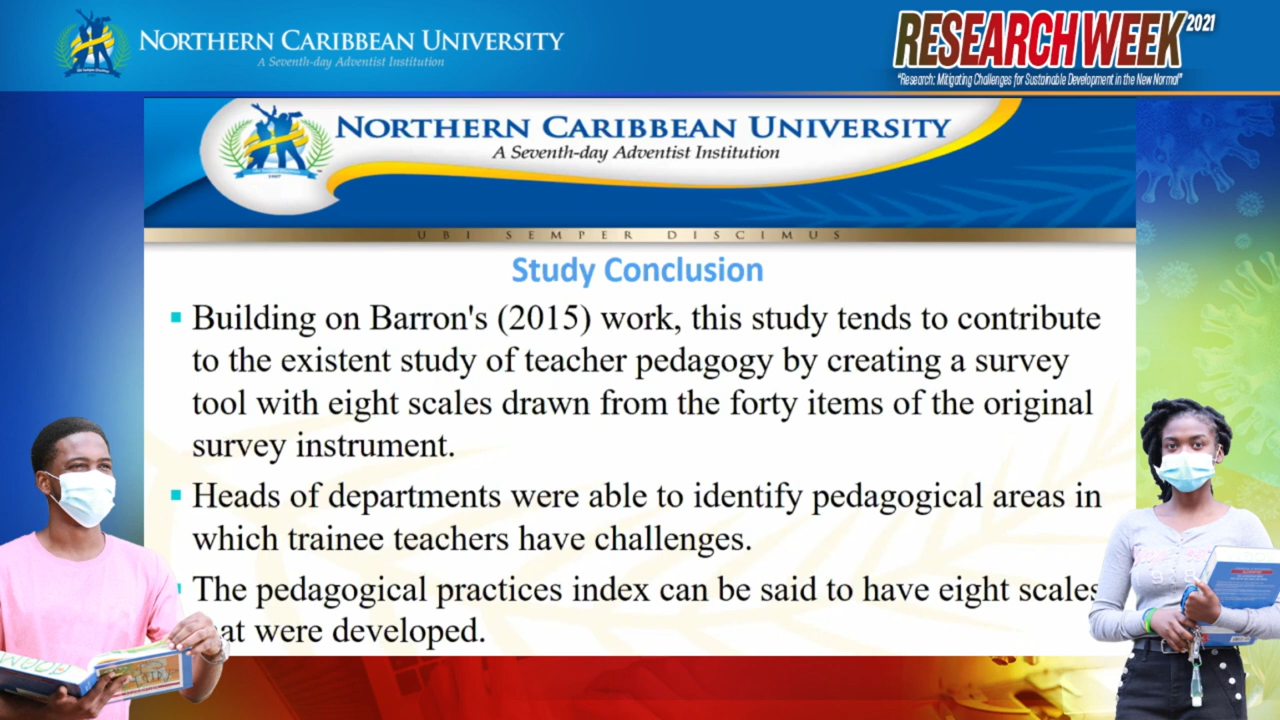 NORTHERN CARIBBEAN UNIVERSITY
A Seventh-day Adventist Institution
RESEARCH WEEK 2021
"Research: Mitigating Challenges for Sustainable Development in the New Normal"
NORTHERN CARIBBEAN UNIVERSITY
A Seventh-day Adventist Institution
UBI SEMPER DISCIMUS
Study Conclusion
▪ Building on Barron's (2015) work, this study tends to contribute
to the existent study of teacher pedagogy by creating a survey
tool with eight scales drawn from the forty items of the original
survey instrument.
▪ Heads of departments were able to identify pedagogical areas in
which trainee teachers have challenges.
The pedagogical practices index can be said to have eight scales
at were developed.